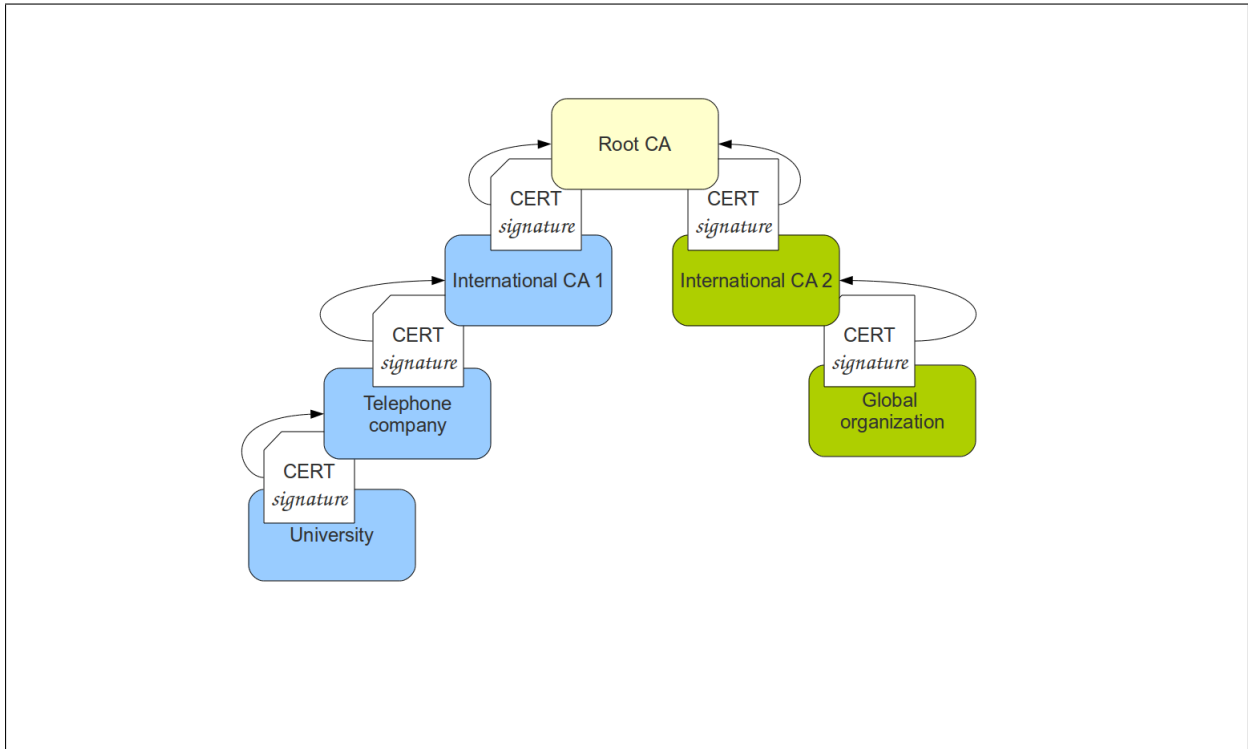 Root CA
CERT
signature
CERT
signature
International CA 1
International CA 2
CERT
signature
CERT
signature
Telephone
company
Global
organization
CERT
signature
University